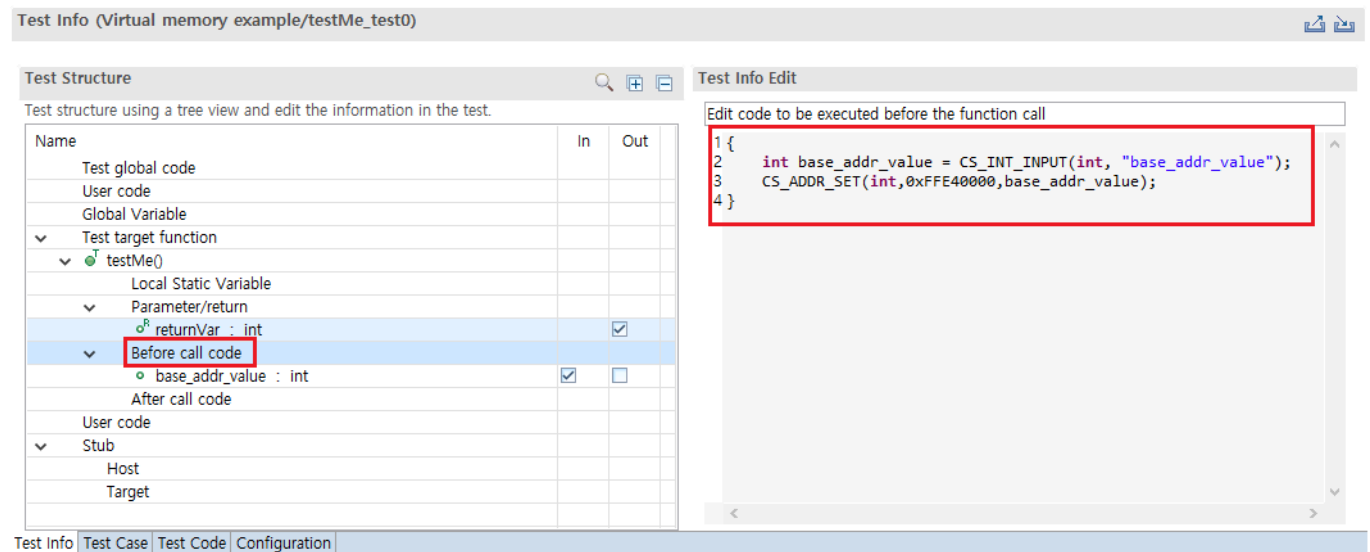 Test Info (Virtual memory example/testMe_test0)
Test Structure
Test structure using a tree view and edit the information in the test.
Name In Out
Test global code
User code
Global Variable
Test target function
testMe()
Local Static Variable
Parameter/return
returnVar : int
Before call code
base_addr_value : int
After call code
User code
Stub
Host
Target
Test Info Edit
Edit code to be executed before the function call
1 {
2 int base_addr_value = CS_INT_INPUT(int, "base_addr_value");
3 CS_ADDR_SET(int,0xFFE40000,base_addr_value);
4 }
Test Info Test Case Test Code Configuration